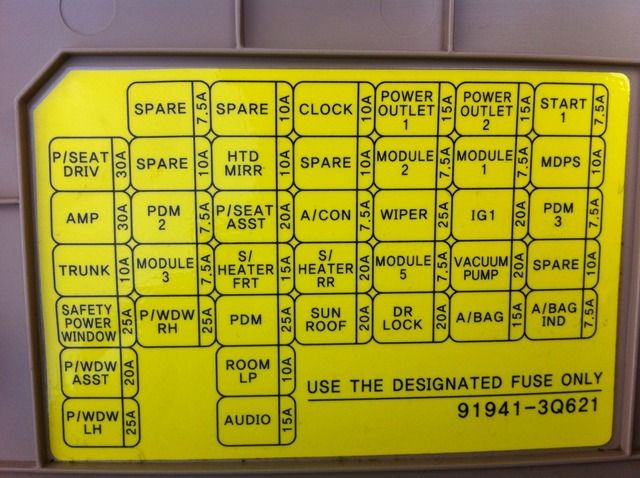 SPARE 7.5A SPARE 10A CLOCK 10A POWER OUTLET 1 15A POWER OUTLET 2 15A START 1 7.5A
P/SEAT DRIV 30A SPARE 10A HTD MIRR 10A SPARE 10A MODULE 2 7.5A MODULE 1 7.5A MDPS 10A
AMP 30A PDM 2 7.5A P/SEAT ASST 20A A/CON 7.5A WIPER 25A IG1 20A PDM 3 7.5A
TRUNK 10A MODULE 3 7.5A S/HEATER FRT 15A S/HEATER RR 20A MODULE 5 7.5A VACUUM PUMP 20A SPARE 10A
SAFETY POWER WINDOW 25A P/WDW RH 25A PDM 25A SUN ROOF 20A DR LOCK 20A A/BAG 15A A/BAG IND 7.5A
P/WDW ASST 20A ROOM LP 10A
P/WDW LH 25A AUDIO 15A
USE THE DESIGNATED FUSE ONLY
91941-3Q621